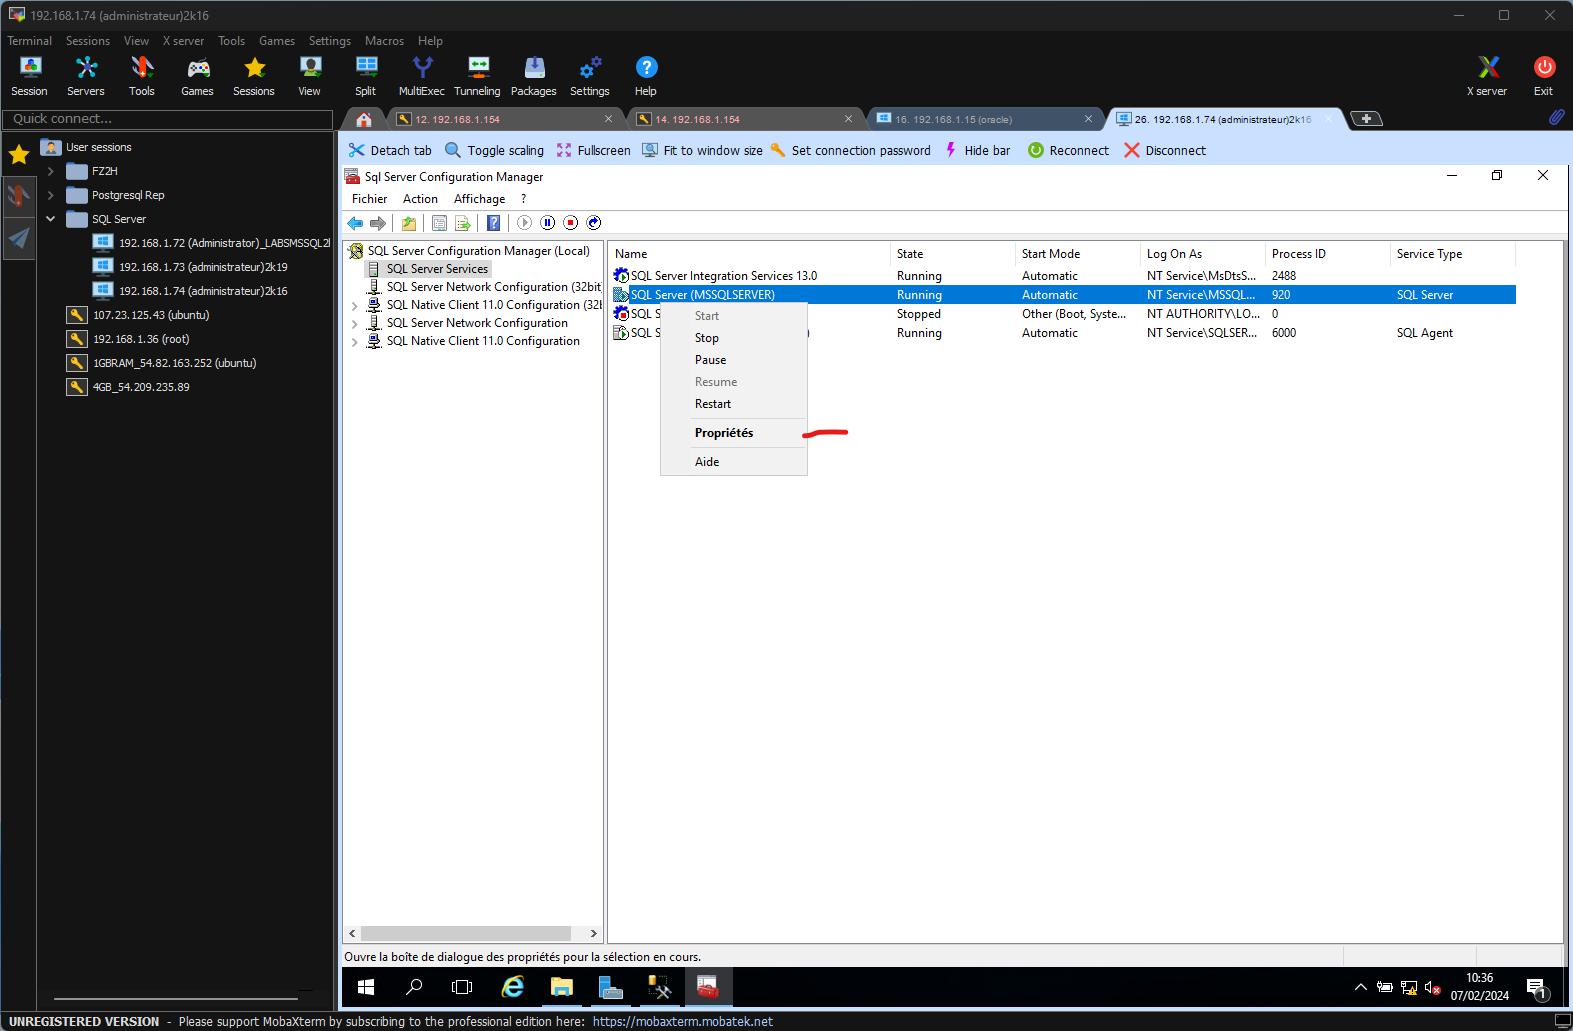 192.168.1.74 (administrateur)2k16
Terminal Sessions View X server Tools Games Settings Macros Help
Session Servers Tools Games Sessions View Split MultiExec Tunneling Packages Settings Help X server Exit
Quick connect...
12. 192.168.1.154
14. 192.168.1.154
16. 192.168.1.15 (oracle)
26. 192.168.1.74 (administrateur)2k16
Detach tab Toggle scaling Fullscreen Fit to window size Set connection password Hide bar Reconnect Disconnect
User sessions
FZ2H
Postgresql Rep
SQL Server
192.168.1.72 (Administrator)_LABSMSSQL2
192.168.1.73 (administrateur)2k19
192.168.1.74 (administrateur)2k16
107.23.125.43 (ubuntu)
192.168.1.36 (root)
1GBRAM_54.82.163.252 (ubuntu)
4GB_54.209.235.89
Sql Server Configuration Manager
Fichier Action Affichage ?
SQL Server Configuration Manager (Local)
SQL Server Services
SQL Server Network Configuration (32bit
SQL Native Client 11.0 Configuration (32b
SQL Server Network Configuration
SQL Native Client 11.0 Configuration
Name State Start Mode Log On As Process ID Service Type
SQL Server Integration Services 13.0 Running Automatic NT Service\MsDtsS... 2488
SQL Server (MSSQLSERVER) Running Automatic NT Service\MSSQL... 920 SQL Server
SQL S Stopped Other (Boot, Syste... NT AUTHORITY\LO... 0
SQL S ) Running Automatic NT Service\SQLSER... 6000 SQL Agent
Start
Stop
Pause
Resume
Restart
Propriétés
Aide
Ouvre la boîte de dialogue des propriétés pour la sélection en cours.
10:36
07/02/2024
1
UNREGISTERED VERSION - Please support MobaXterm by subscribing to the professional edition here: https://mobaxterm.mobatek.net